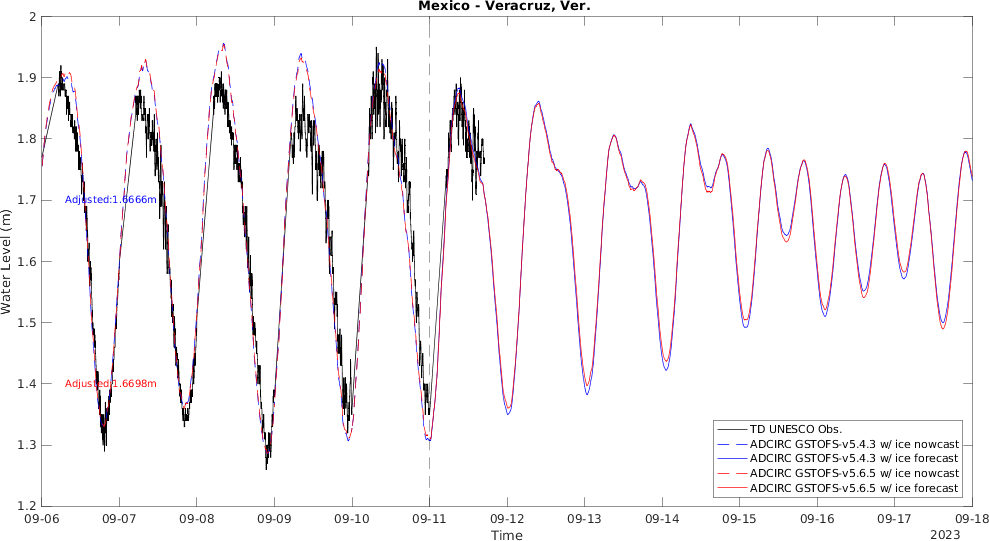 Mexico - Veracruz, Ver.
2
1.9
1.8
1.7
1.6
1.5
1.4
1.3
1.2
Water Level (m)
Adjusted:1.6666m
Adjusted:1.6698m
TD UNESCO Obs.
ADCIRC GSTOFS-v5.4.3 w/ ice nowcast
ADCIRC GSTOFS-v5.4.3 w/ ice forecast
ADCIRC GSTOFS-v5.6.5 w/ ice nowcast
ADCIRC GSTOFS-v5.6.5 w/ ice forecast
09-06 09-07 09-08 09-09 09-10 09-11 09-12 09-13 09-14 09-15 09-16 09-17 09-18
Time
2023